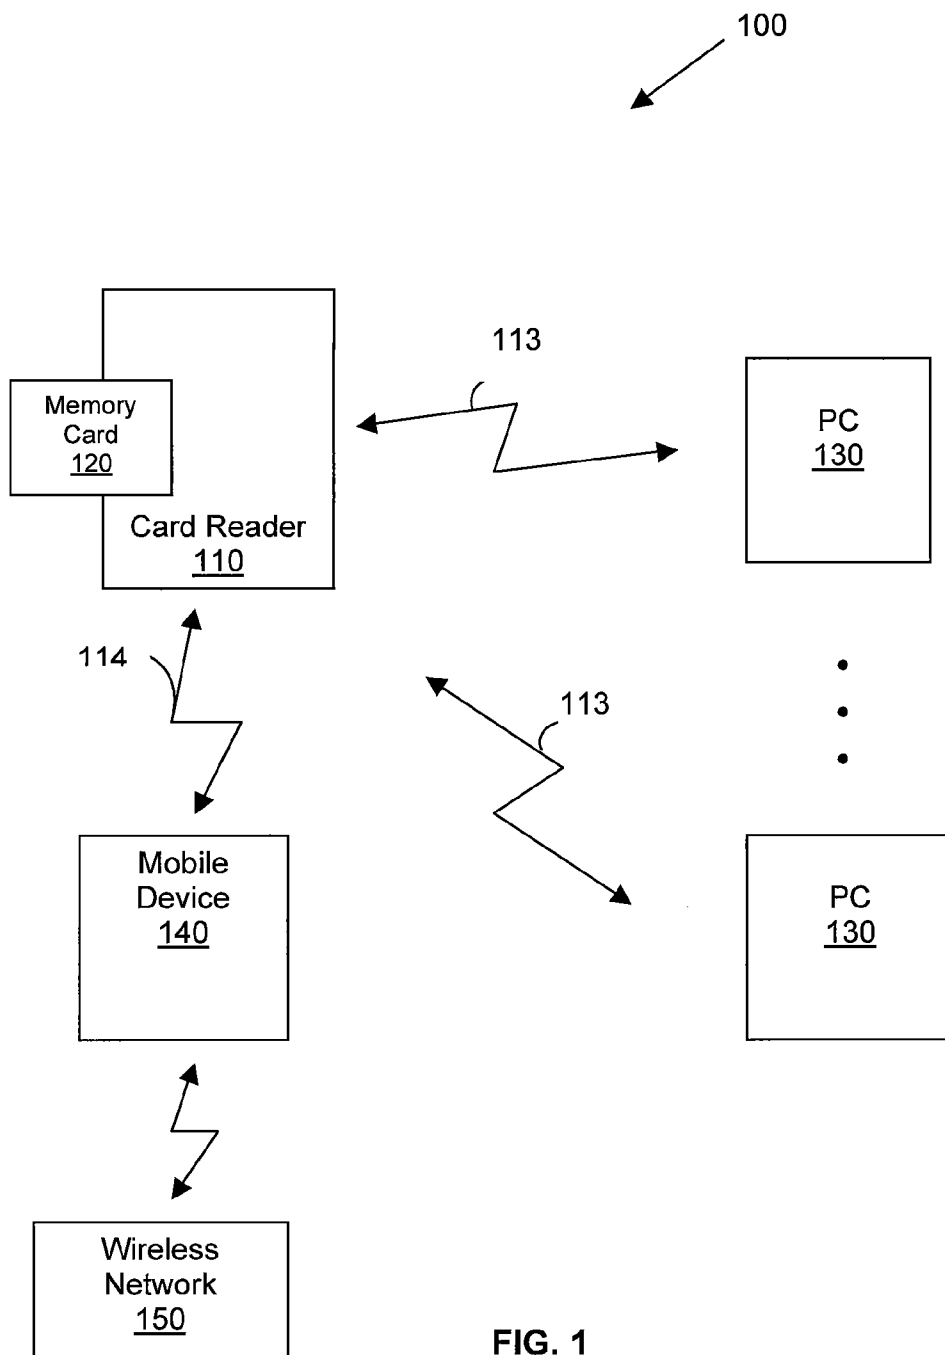 100
113
Memory
Card
120
PC
130
Card Reader
110
114
113
Mobile
Device
140
PC
130
Wireless
Network
150
FIG. 1